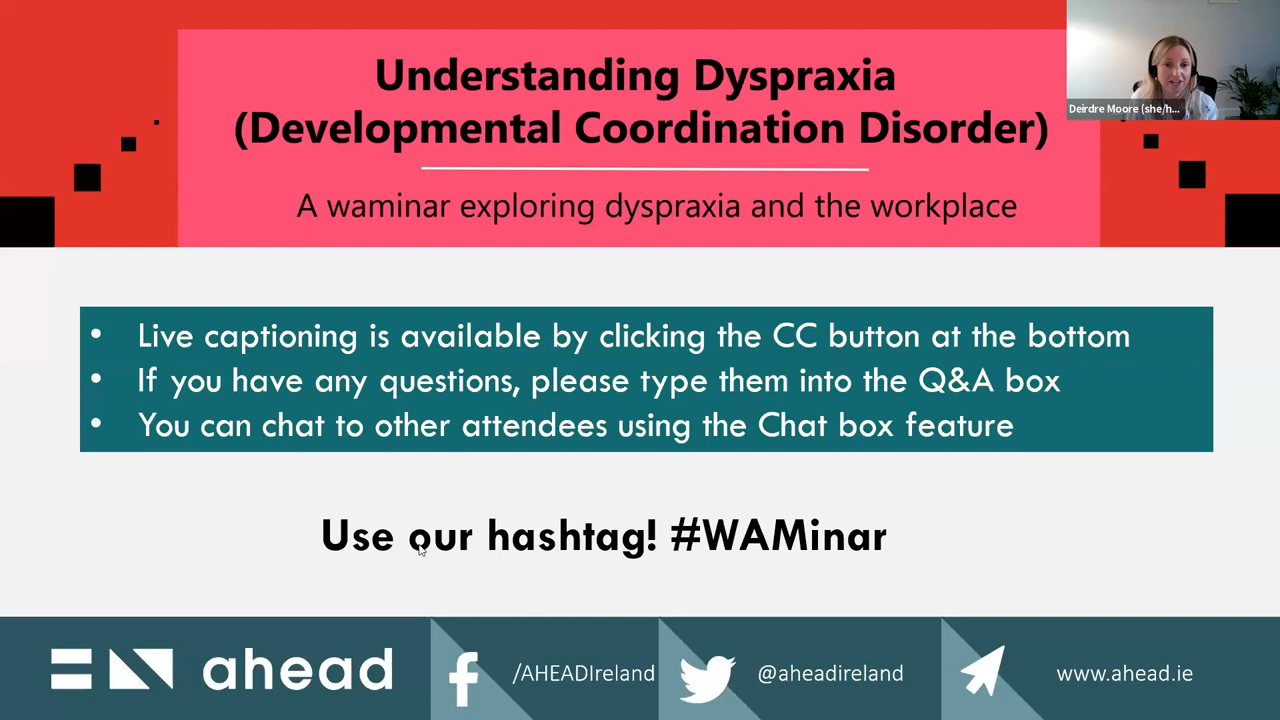 Understanding Dyspraxia
(Developmental Coordination Disorder)
A waminar exploring dyspraxia and the workplace
Deirdre Moore (she/h...
• Live captioning is available by clicking the CC button at the bottom
• If you have any questions, please type them into the Q&A box
• You can chat to other attendees using the Chat box feature
Use our hashtag! #WAMinar
ahead
/AHEADIreland
@aheadireland
www.ahead.ie